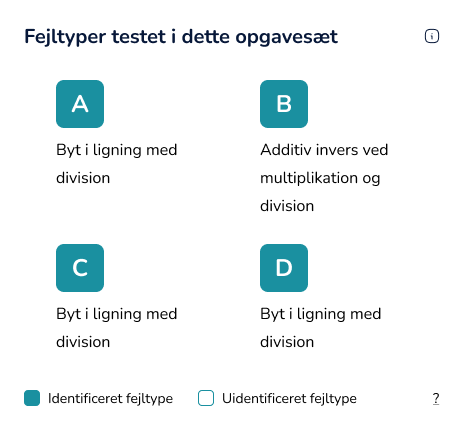 Fejltyper testet i dette opgavesæt
A
Byt i ligning med
division
B
Additiv invers ved
multiplikation og
division
C
Byt i ligning med
division
D
Byt i ligning med
division
Identificeret fejltype
Uidentificeret fejltype
?